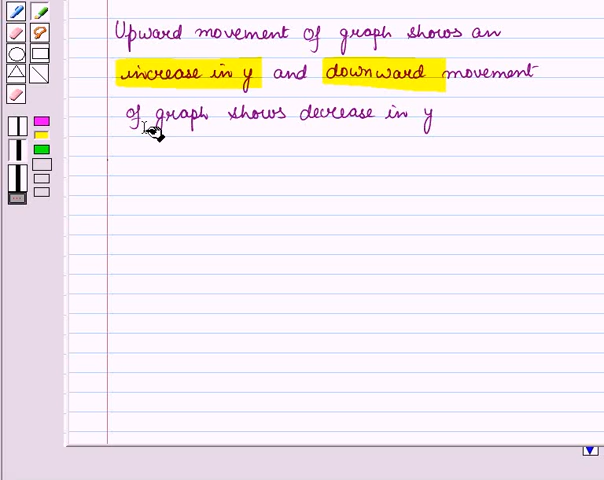 Upward movement of graph shows an
increase in y and downward movement
of graph shows decrease in y